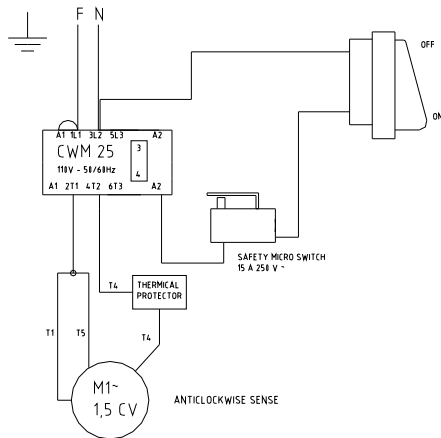 F N
OFF
ON
A1 1L1 3L2 5L3 A2
CWM 25
3
110V - 50/60Hz
4
A1 2T1 4T2 6T3 A2
SAFETY MICRO SWITCH
15 A 250 V ~
T4
THERMICAL
PROTECTOR
T1
T5
T4
M1~
1,5 CV
ANTICLOCKWISE SENSE